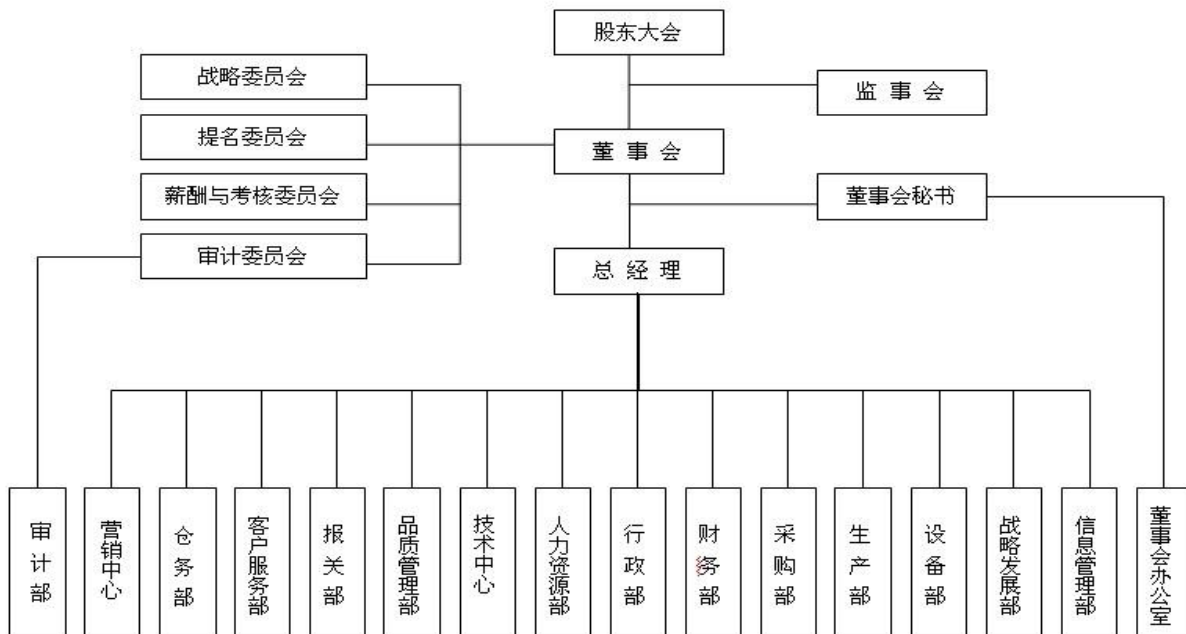 股东大会
战略委员会
监事会
提名委员会
董事会
薪酬与考核委员会
董事会秘书
审计委员会
总经理
审计部
营销中心
仓务部
客户服务部
报关部
品质管理部
技术中心
人力资源部
行政部
财务部
采购部
生产部
设备部
战略发展部
信息管理部
董事会办公室